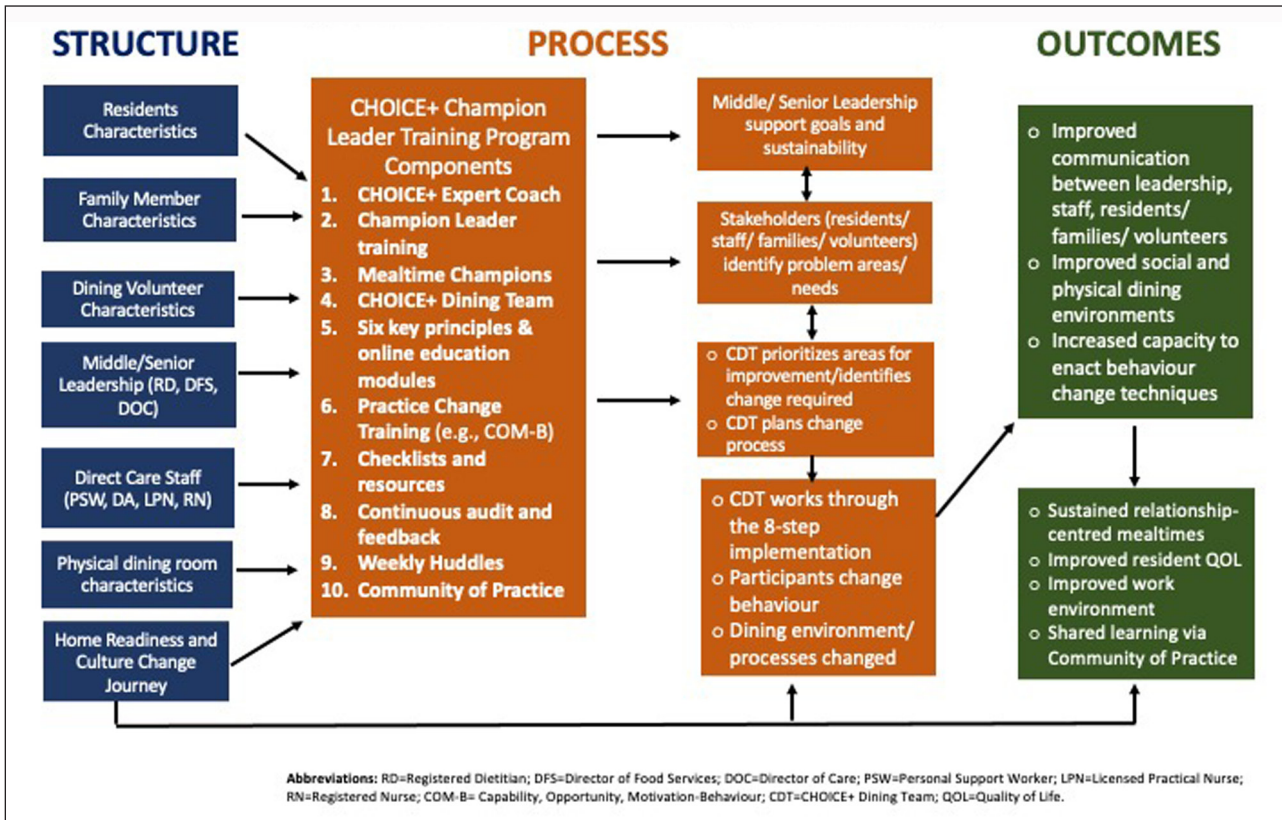 STRUCTURE
PROCESS
OUTCOMES
Residents
Characteristics
Family Member
Characteristics
Dining Volunteer
Characteristics
Middle/Senior
Leadership (RD, DFS,
DOC)
Direct Care Staff
(PSW, DA, LPN, RN)
Physical dining room
characteristics
Home Readiness and
Culture Change
Journey
CHOICE+ Champion
Leader Training Program
Components
1. CHOICE+ Expert Coach
2. Champion Leader
training
3. Mealtime Champions
4. CHOICE+ Dining Team
5. Six key principles &
online education
modules
6. Practice Change
Training (e.g., COM-B)
7. Checklists and
resources
8. Continuous audit and
feedback
9. Weekly Huddles
10. Community of Practice
Middle/ Senior Leadership
support goals and
sustainability
Stakeholders (residents/
staff/ families/ volunteers)
identify problem areas/
needs
o CDT prioritizes areas for
improvement/identifies
change required
o CDT plans change
process
o CDT works through
the 8-step
implementation
o Participants change
behaviour
o Dining environment/
processes changed
o Improved
communication
between leadership,
staff, residents/
families/ volunteers
o Improved social and
physical dining
environments
o Increased capacity to
enact behaviour
change techniques
o Sustained relationship-
centred mealtimes
o Improved resident QOL
o Improved work
environment
o Shared learning via
Community of Practice
Abbreviations: RD=Registered Dietitian; DFS=Director of Food Services; DOC=Director of Care; PSW=Personal Support Worker; LPN=Licensed Practical Nurse;
RN=Registered Nurse; COM-B= Capability, Opportunity, Motivation-Behaviour; CDT=CHOICE+ Dining Team; QOL=Quality of Life.